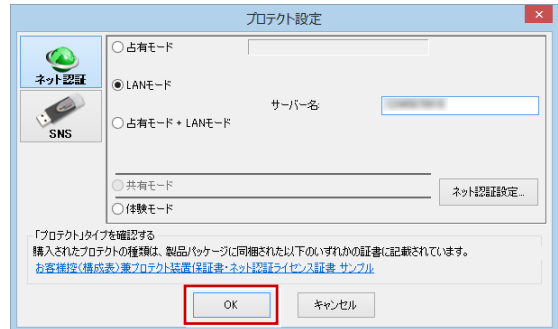 プロテクト設定
ネット認証
SNS
占有モード
LANモード
サーバー名:
占有モード + LANモード
共有モード
ネット認証設定...
体験モード
「プロテクト」タイプを確認する
購入されたプロテクトの種類は、製品パッケージに同梱された以下のいずれかの証書に記載されています。
お客様控(構成表)兼プロテクト装置保証書・ネット認証ライセンス証書 サンプル
OK
キャンセル